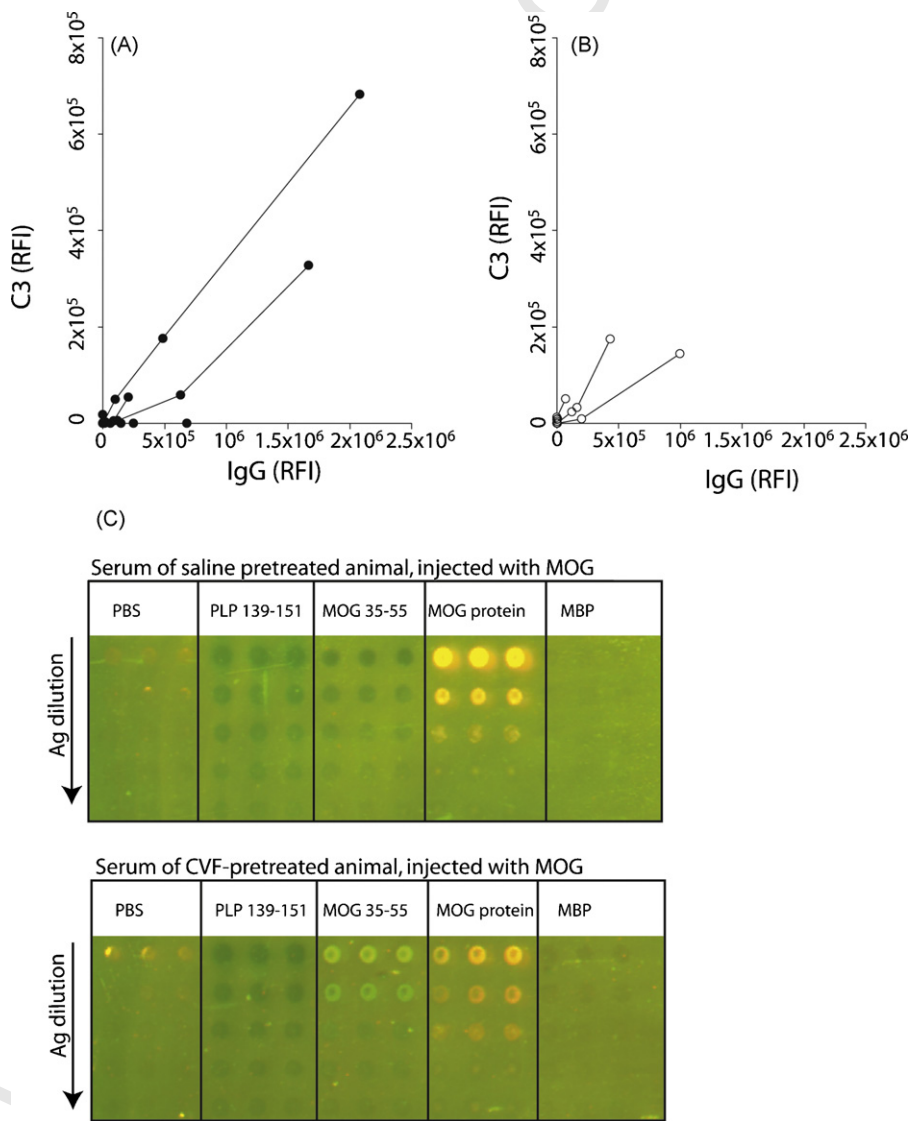 (A)
8x10⁵
6x10⁵
4x10⁵
2x10⁵
0
C3 (RFI)
0 5x10⁵ 10⁶ 1.5x10⁶ 2x10⁶ 2.5x10⁶
IgG (RFI)
(B)
8x10⁵
6x10⁵
4x10⁵
2x10⁵
0
C3 (RFI)
0 5x10⁵ 10⁶ 1.5x10⁶ 2x10⁶ 2.5x10⁶
IgG (RFI)
(C)
Serum of saline pretreated animal, injected with MOG
PBS PLP 139-151 MOG 35-55 MOG protein MBP
Ag dilution
Serum of CVF-pretreated animal, injected with MOG
PBS PLP 139-151 MOG 35-55 MOG protein MBP
Ag dilution